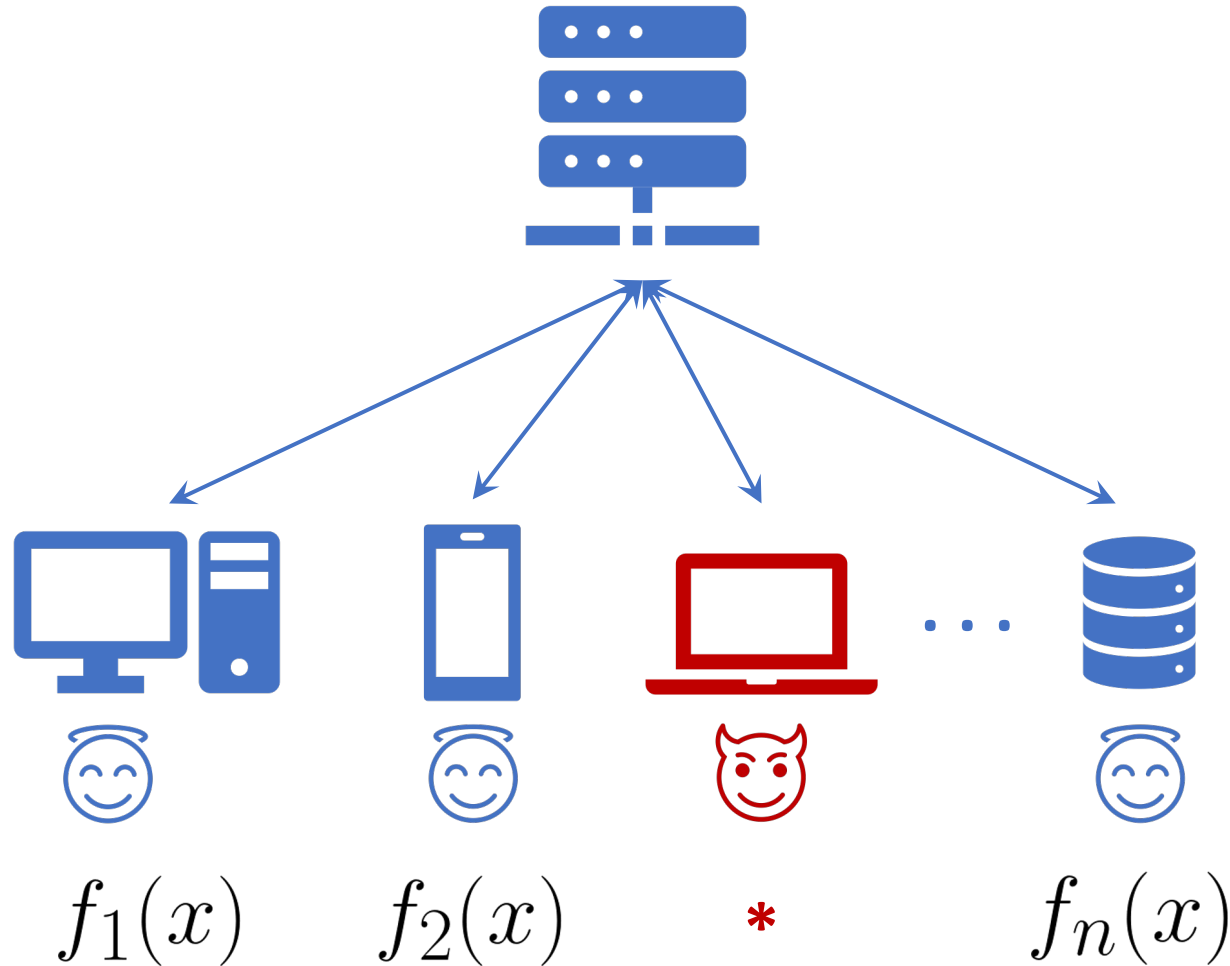 . . .
f₁(x) f₂(x) * fₙ(x)